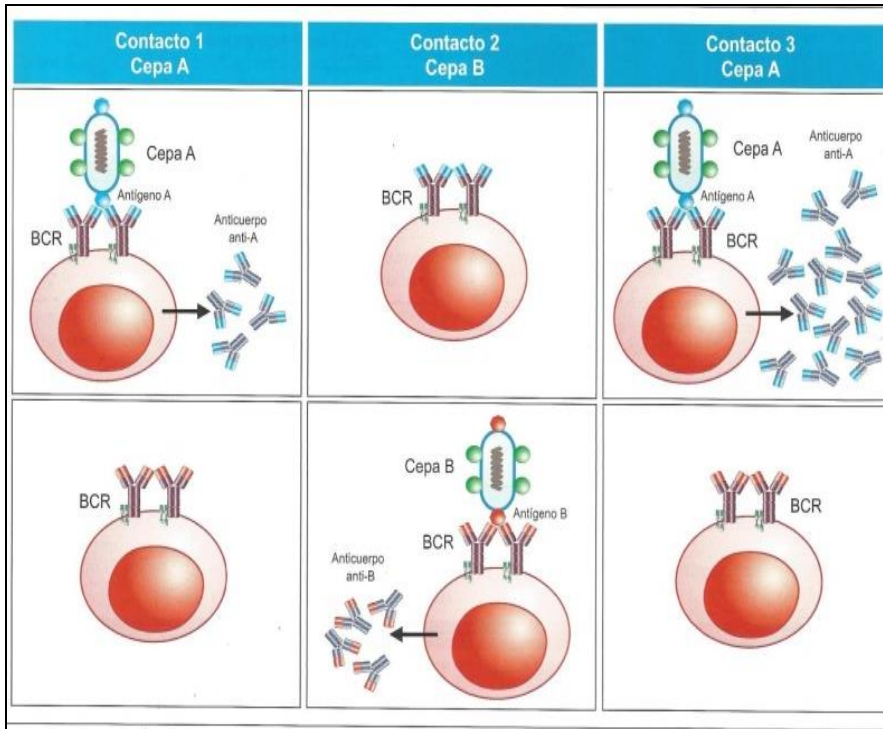 Contacto 1
Cepa A
Contacto 2
Cepa B
Contacto 3
Cepa A
Cepa A
Antígeno A
BCR
Anticuerpo
anti-A
Cepa A
Anticuerpo
anti-A
Antígeno A
BCR
BCR
Cepa B
Antígeno B
BCR
Anticuerpo
anti-B
BCR